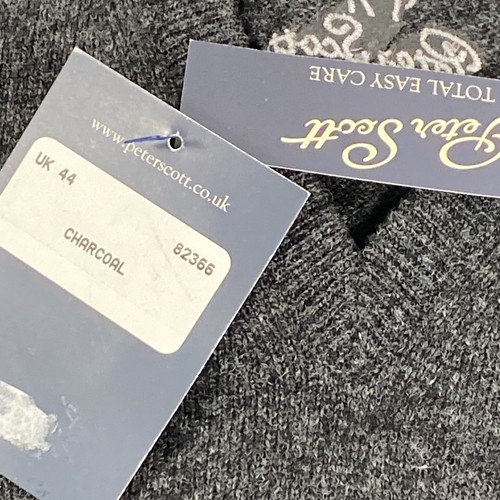 www.peterscott.co.uk
UK 44
82366
CHARCOAL
Peter Scott
TOTAL EASY CARE